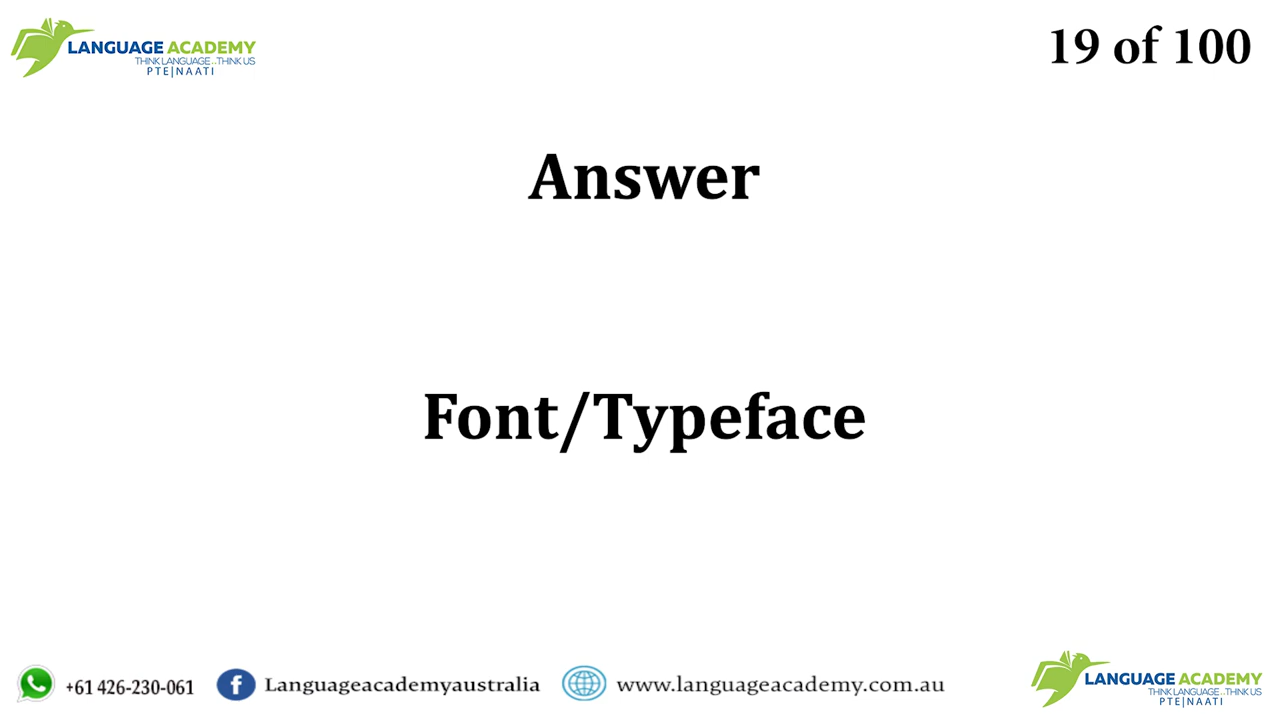 LANGUAGE ACADEMY
THINK LANGUAGE .. THINK US
PTE|NAATI
19 of 100
Answer
Font/Typeface
+61 426-230-061
Languageacademyaustralia
www.languageacademy.com.au
LANGUAGE ACADEMY
THINK LANGUAGE .. THINK US
PTE|NAATI